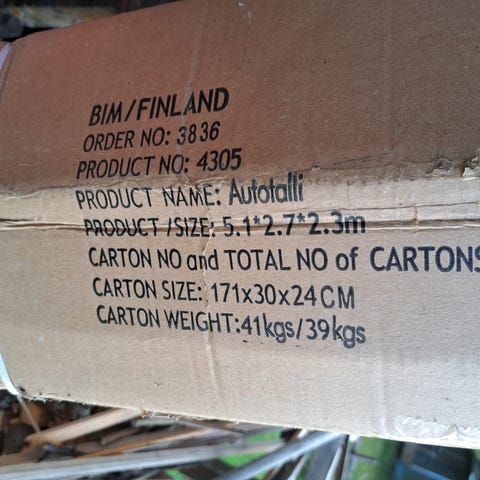 BIM/FINLAND
ORDER NO: 3836
PRODUCT NO: 4305
PRODUCT NAME: Autotalli
PRODUCT /SIZE: 5.1*2.7*2.3m
CARTON NO and TOTAL NO of CARTONS
CARTON SIZE: 171x30x24CM
CARTON WEIGHT:41kgs/39kgs